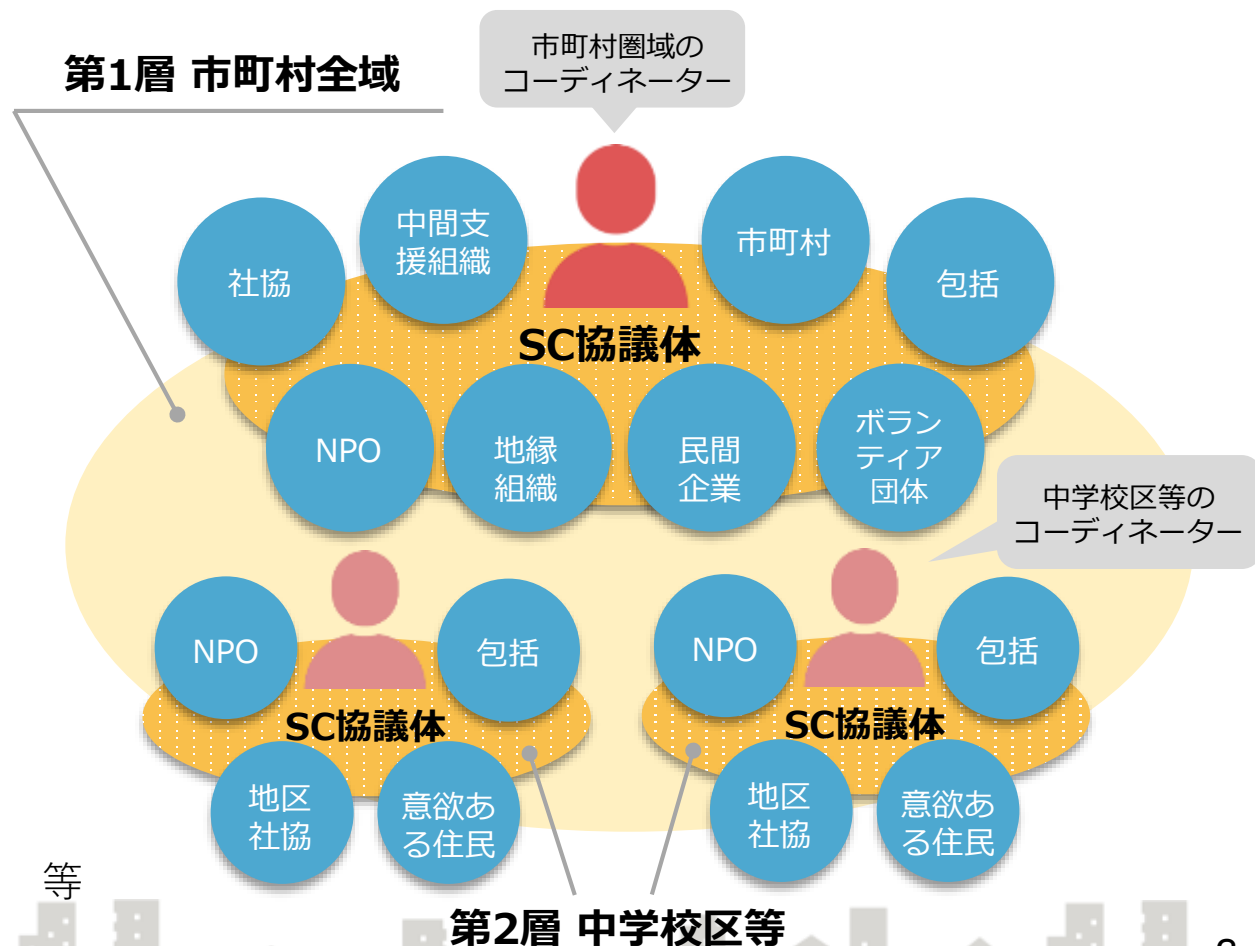 市町村圏域の
コーディネーター
第1層 市町村全域
中間支
援組織
市町村
社協
包括
SC協議体
NPO
地縁
組織
民間
企業
ボラン
ティア
団体
中学校区等の
コーディネーター
NPO
包括
SC協議体
地区
社協
意欲あ
る住民
NPO
包括
SC協議体
地区
社協
意欲あ
る住民
等
第2層 中学校区等